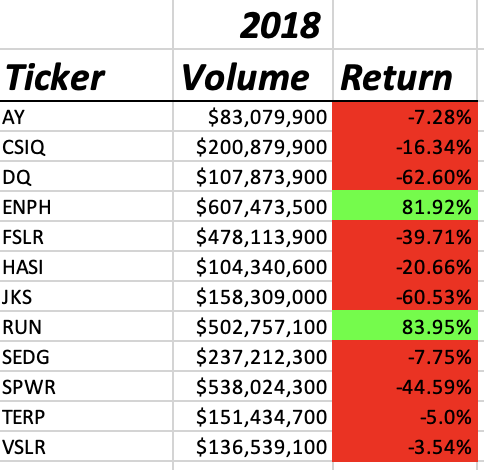 2018
Ticker Volume Return
AY $83,079,900 -7.28%
CSIQ $200,879,900 -16.34%
DQ $107,873,900 -62.60%
ENPH $607,473,500 81.92%
FSLR $478,113,900 -39.71%
HASI $104,340,600 -20.66%
JKS $158,309,000 -60.53%
RUN $502,757,100 83.95%
SEDG $237,212,300 -7.75%
SPWR $538,024,300 -44.59%
TERP $151,434,700 -5.0%
VSLR $136,539,100 -3.54%